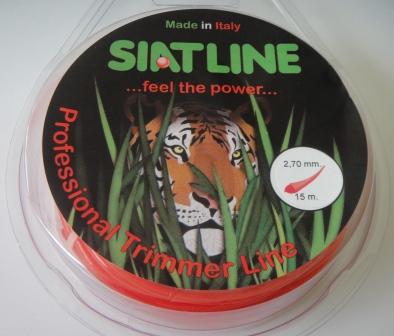 Made in Italy
SIATLINE
...feel the power...
2,70 mm.
15 m.
Professional Trimmer Line